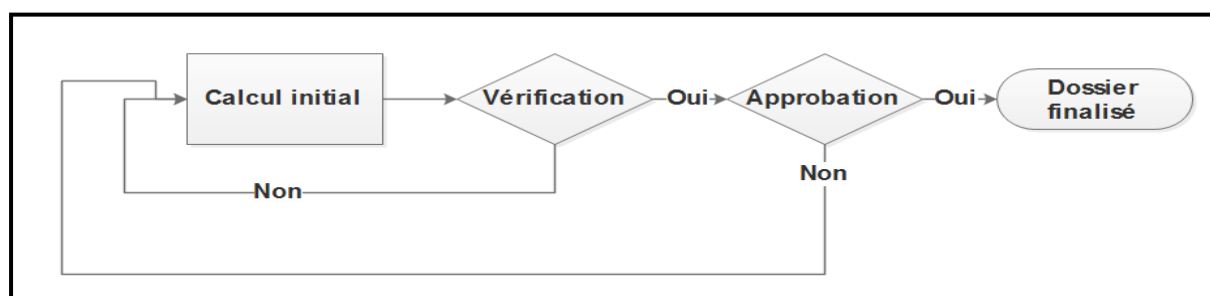 Calcul initial
Vérification
Oui
Approbation
Oui
Dossier
finalisé
Non
Non